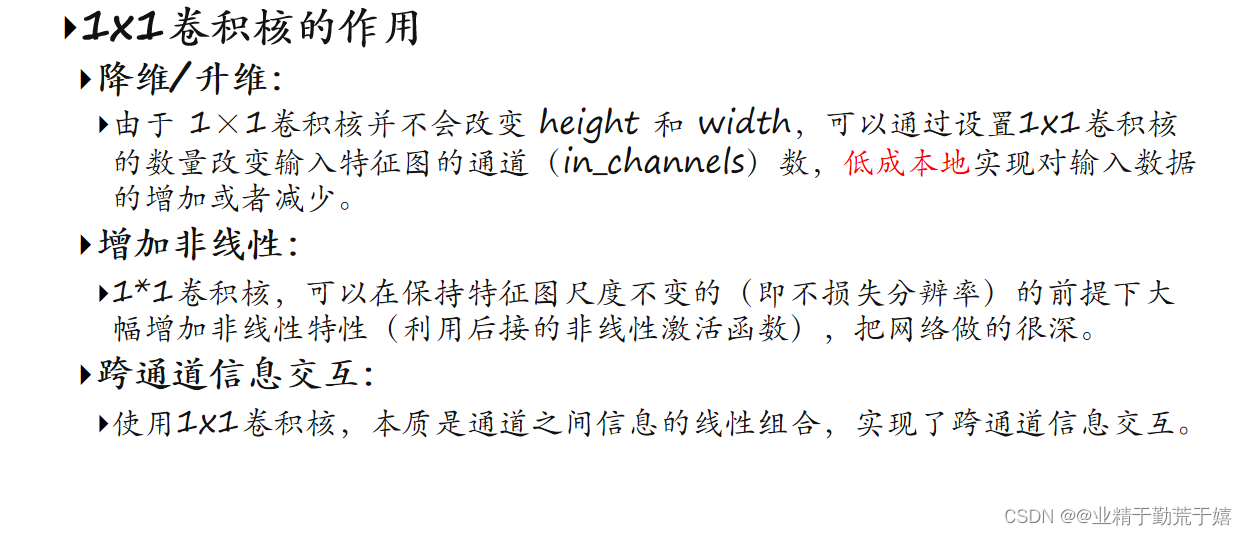 1x1卷积核的作用
降维/升维：
由于 1×1卷积核并不会改变 height 和 width，可以通过设置1x1卷积核
的数量改变输入特征图的通道（in_channels）数，低成本地实现对输入数据
的增加或者减少。
增加非线性：
1*1卷积核，可以在保持特征图尺度不变的（即不损失分辨率）的前提下大
幅增加非线性特性（利用后接的非线性激活函数），把网络做的很深。
跨通道信息交互：
使用1x1卷积核，本质是通道之间信息的线性组合，实现了跨通道信息交互。
CSDN @@业精于勤荒于嬉